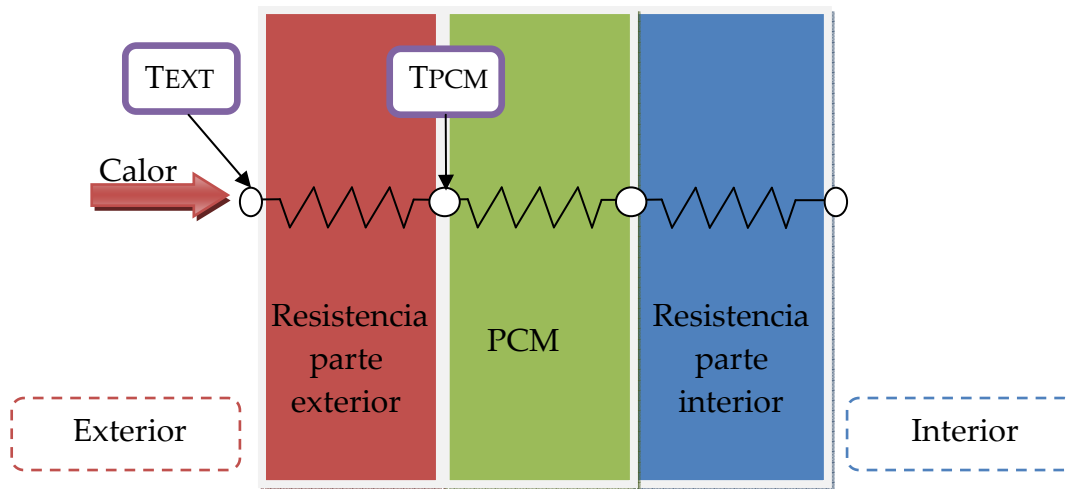 TEXT
TPCM
Calor
Resistencia
parte
exterior
PCM
Resistencia
parte
interior
Exterior
Interior